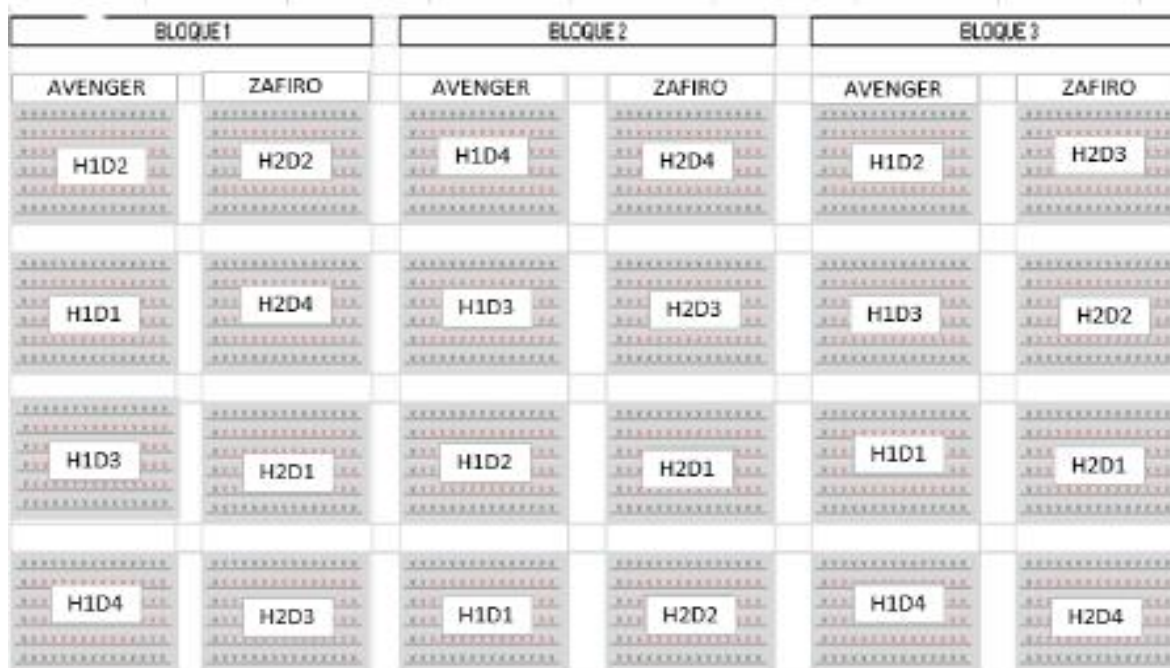 BLOQUE 1 BLOQUE 2 BLOQUE 3
AVENGER ZAFIRO AVENGER ZAFIRO AVENGER ZAFIRO
H1D2 H2D2 H1D4 H2D4 H1D2 H2D3
H1D1 H2D4 H1D3 H2D3 H1D3 H2D2
H1D3 H2D1 H1D2 H2D1 H1D1 H2D1
H1D4 H2D3 H1D1 H2D2 H1D4 H2D4